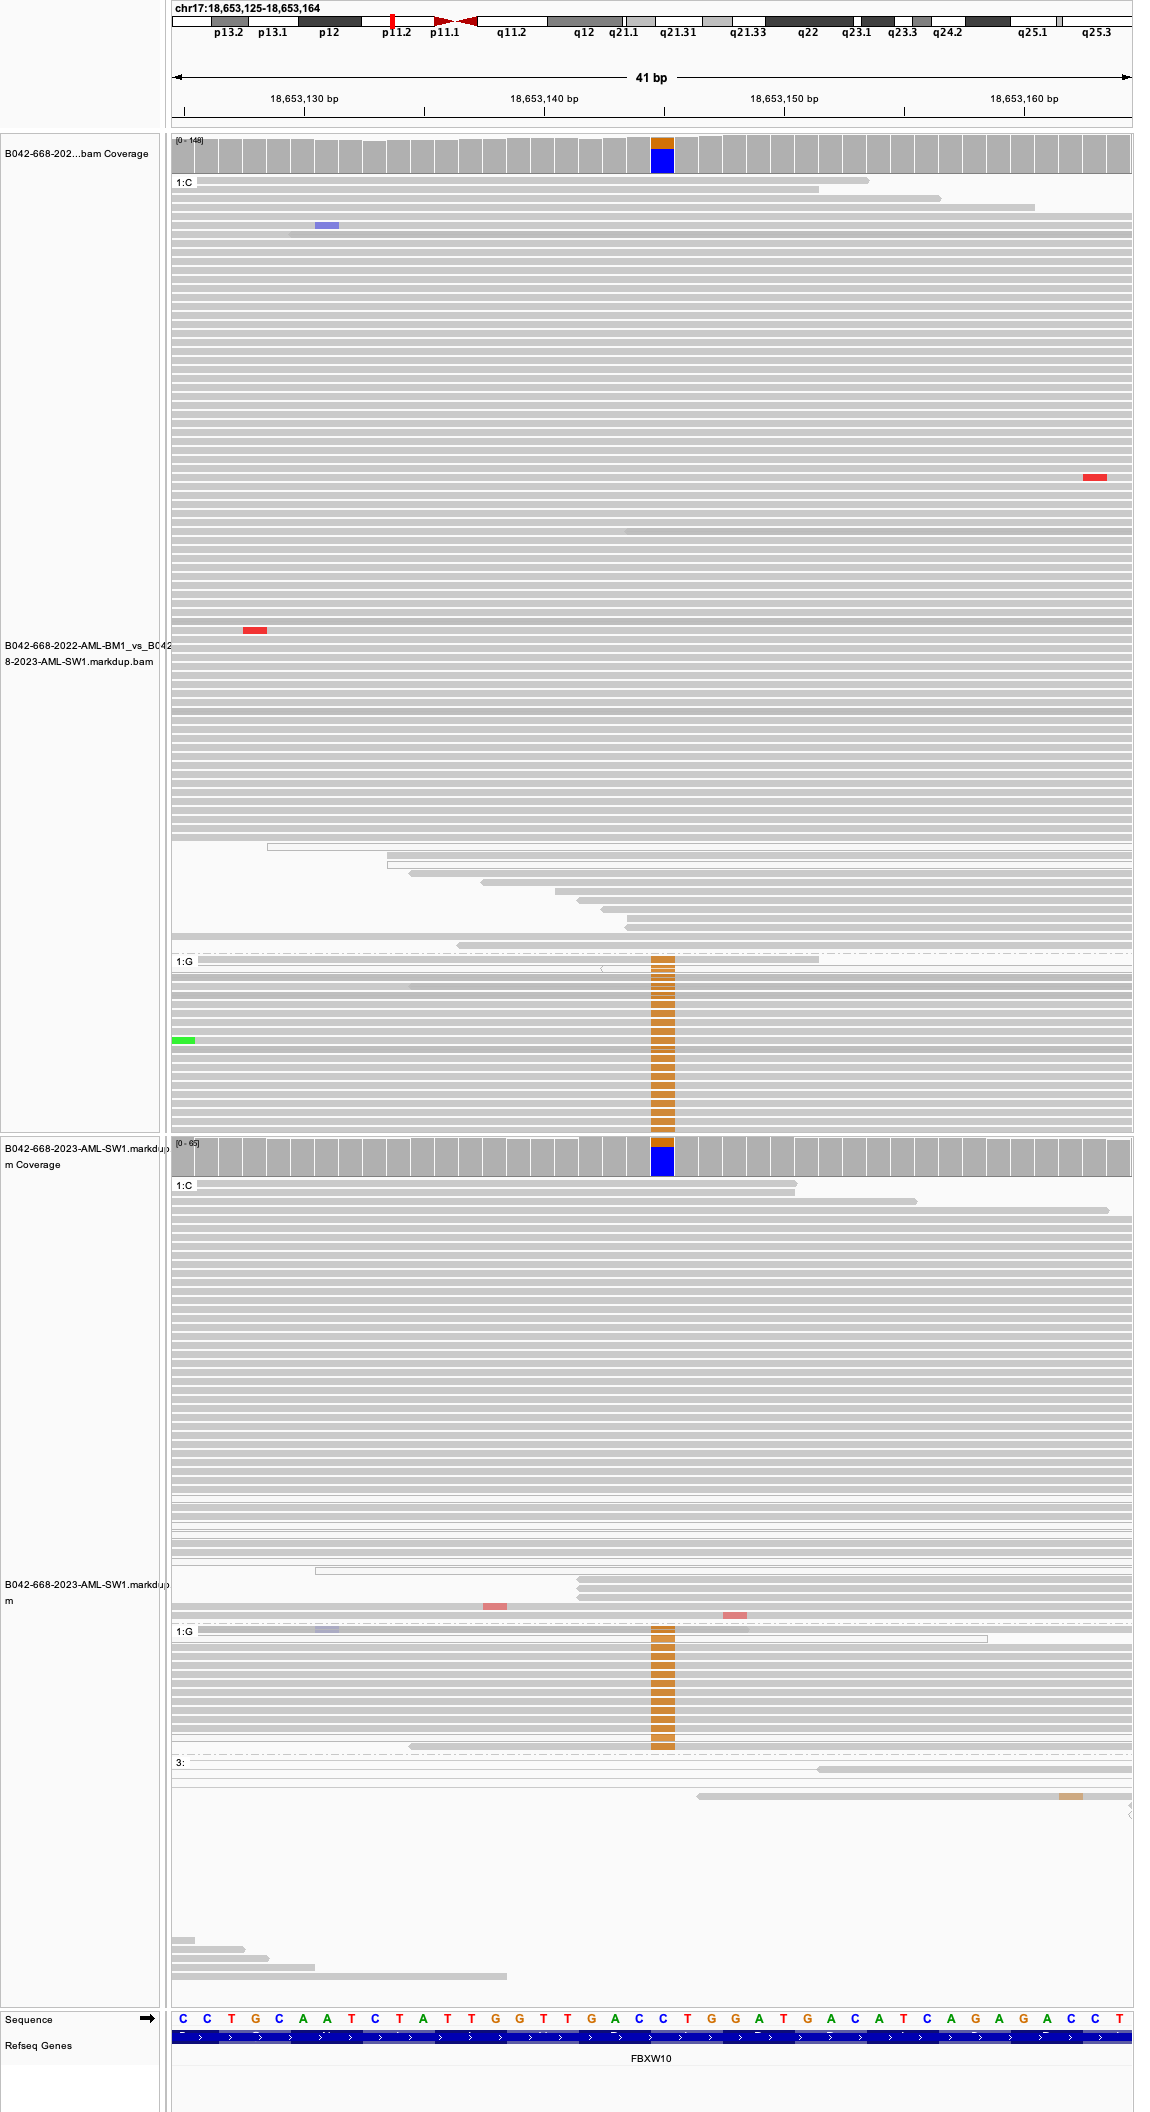 chr17:18,653,125-18,653,164
p13.2 p13.1 p12 p11.2 p11.1 q11.2 q12 q21.1 q21.31 q21.33 q22 q23.1 q23.3 q24.2 q25.1 q25.3
41 bp
18,653,130 bp 18,653,140 bp 18,653,150 bp 18,653,160 bp
[0 - 148]
B042-668-202...bam Coverage
1:C
B042-668-2022-AML-BM1_vs_B042
8-2023-AML-SW1.markdup.bam
1:G
[0 - 65]
B042-668-2023-AML-SW1.markdup
m Coverage
1:C
B042-668-2023-AML-SW1.markdup
m
1:G
3:
Sequence C C T G C A A T C T A T T G G T T G A C C T G G A T G A C A T C A G A G A C C T
Refseq Genes
FBXW10